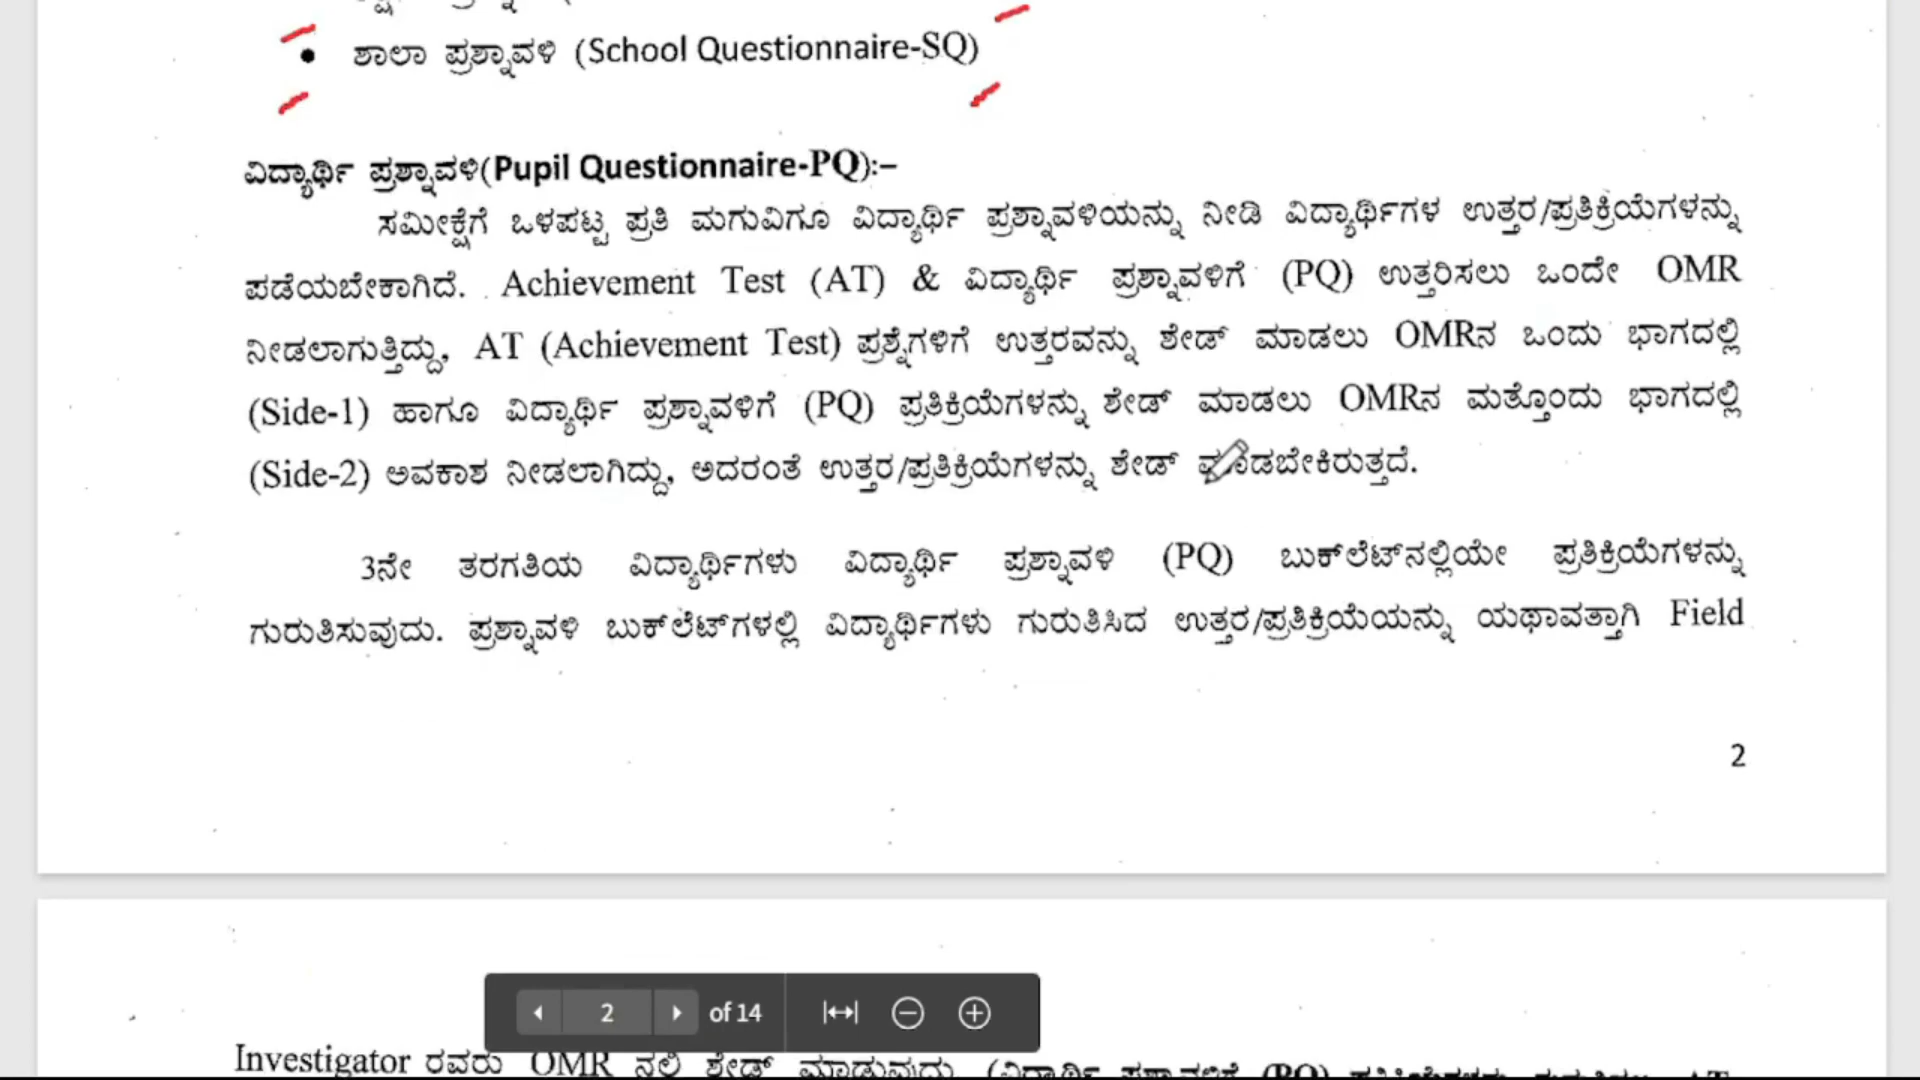 • ಶಾಲಾ ಪ್ರಶ್ನಾವಳಿ (School Questionnaire-SQ)
ವಿದ್ಯಾರ್ಥಿ ಪ್ರಶ್ನಾವಳಿ(Pupil Questionnaire-PQ):–
ಸಮೀಕ್ಷೆಗೆ ಒಳಪಟ್ಟ ಪ್ರತಿ ಮಗುವಿಗೂ ವಿದ್ಯಾರ್ಥಿ ಪ್ರಶ್ನಾವಳಿಯನ್ನು ನೀಡಿ ವಿದ್ಯಾರ್ಥಿಗಳ ಉತ್ತರ/ಪ್ರತಿಕ್ರಿಯೆಗಳನ್ನು
ಪಡೆಯಬೇಕಾಗಿದೆ. Achievement Test (AT) & ವಿದ್ಯಾರ್ಥಿ ಪ್ರಶ್ನಾವಳಿಗೆ (PQ) ಉತ್ತರಿಸಲು ಒಂದೇ OMR
ನೀಡಲಾಗುತ್ತಿದ್ದು, AT (Achievement Test) ಪ್ರಶ್ನೆಗಳಿಗೆ ಉತ್ತರವನ್ನು ಶೇಡ್ ಮಾಡಲು OMRನ ಒಂದು ಭಾಗದಲ್ಲಿ
(Side-1) ಹಾಗೂ ವಿದ್ಯಾರ್ಥಿ ಪ್ರಶ್ನಾವಳಿಗೆ (PQ) ಪ್ರತಿಕ್ರಿಯೆಗಳನ್ನು ಶೇಡ್ ಮಾಡಲು OMRನ ಮತ್ತೊಂದು ಭಾಗದಲ್ಲಿ
(Side-2) ಅವಕಾಶ ನೀಡಲಾಗಿದ್ದು, ಅದರಂತೆ ಉತ್ತರ/ಪ್ರತಿಕ್ರಿಯೆಗಳನ್ನು ಶೇಡ್ ಮಾಡಬೇಕಿರುತ್ತದೆ.
3ನೇ ತರಗತಿಯ ವಿದ್ಯಾರ್ಥಿಗಳು ವಿದ್ಯಾರ್ಥಿ ಪ್ರಶ್ನಾವಳಿ (PQ) ಬುಕ್‌ಲೆಟ್‌ನಲ್ಲಿಯೇ ಪ್ರತಿಕ್ರಿಯೆಗಳನ್ನು
ಗುರುತಿಸುವುದು. ಪ್ರಶ್ನಾವಳಿ ಬುಕ್‌ಲೆಟ್‌ಗಳಲ್ಲಿ ವಿದ್ಯಾರ್ಥಿಗಳು ಗುರುತಿಸಿದ ಉತ್ತರ/ಪ್ರತಿಕ್ರಿಯೆಯನ್ನು ಯಥಾವತ್ತಾಗಿ Field
2
2 of 14
Investigator ರವರು OMR ನಲ್ಲಿ ಶೇಡ್ ಮಾಡುವುದು. (ವಿದ್ಯಾರ್ಥಿ ಪ್ರಶ್ನಾವಳಿಗೆ (PQ)